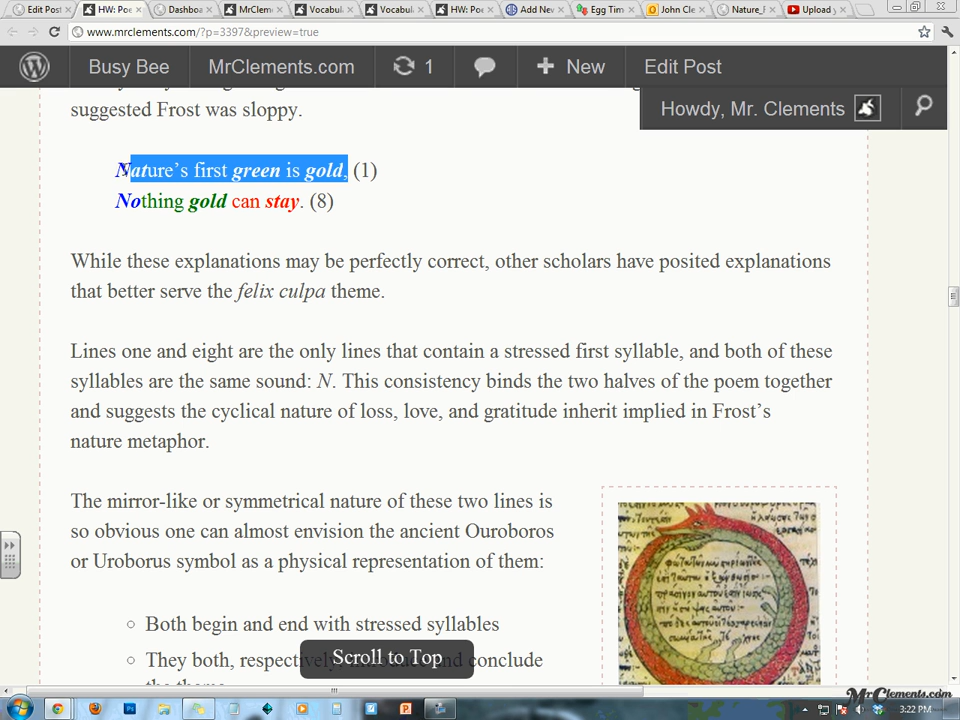 Edit Post
HW: Poe
Dashboa
MrClem
Vocabul
Vocabul
HW: Poe
Add Nev
Egg Tim
John Cle
Nature_F
Upload y
www.mrclements.com/?p=3397&preview=true
Busy Bee
MrClements.com
1
New
Edit Post
Howdy, Mr. Clements
suggested Frost was sloppy.
Nature’s first green is gold, (1)
Nothing gold can stay. (8)
While these explanations may be perfectly correct, other scholars have posited explanations
that better serve the felix culpa theme.
Lines one and eight are the only lines that contain a stressed first syllable, and both of these
syllables are the same sound: N. This consistency binds the two halves of the poem together
and suggests the cyclical nature of loss, love, and gratitude inherit implied in Frost’s
nature metaphor.
The mirror-like or symmetrical nature of these two lines is
so obvious one can almost envision the ancient Ouroboros
or Uroborus symbol as a physical representation of them:
Both begin and end with stressed syllables
They both, respectively, conclude
Scroll to Top
MrClements.com
3:22 PM